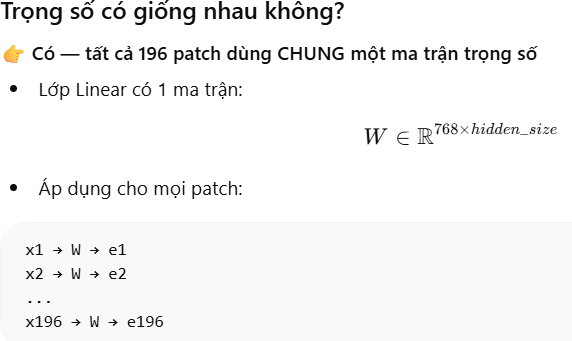 Trọng số có giống nhau không?
👉 Có — tất cả 196 patch dùng CHUNG một ma trận trọng số
• Lớp Linear có 1 ma trận:
W ∈ ℝ^{768×hidden_size}
• Áp dụng cho mọi patch:
x1 → W → e1
x2 → W → e2
...
x196 → W → e196